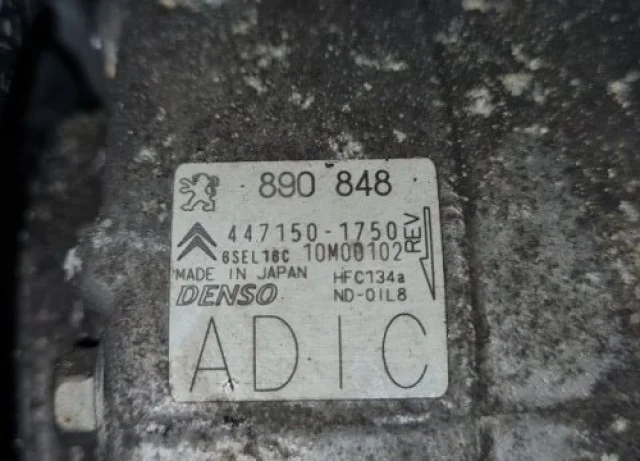 890 848
447150-1750
6SEL16C 10M00102
REV
MADE IN JAPAN HFC134a
DENSO ND-OIL8
ADIC